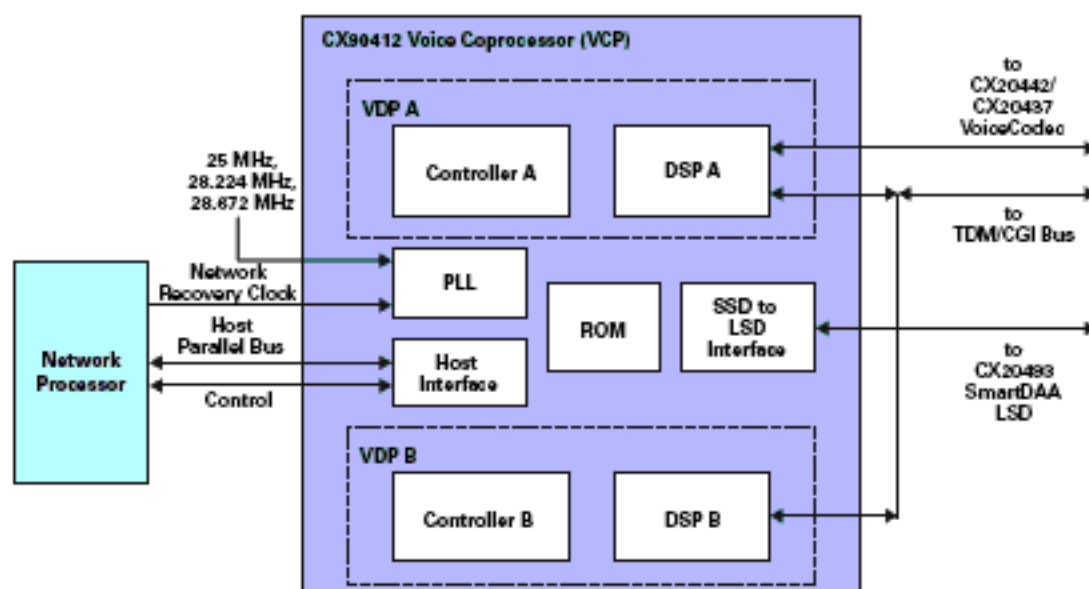 CX90412 Voice Coprocessor (VCP)
VDP A
Controller A
DSP A
to
CX20442/
CX20437
VoiceCodec
25 MHz,
28.224 MHz,
28.672 MHz
to
TDM/CGI Bus
Network
Recovery Clock
PLL
ROM
SSD to
LSD
Interface
Host
Parallel Bus
Network
Processor
Host
Interface
Control
to
CX20493
SmartDAA
LSD
VDP B
Controller B
DSP B